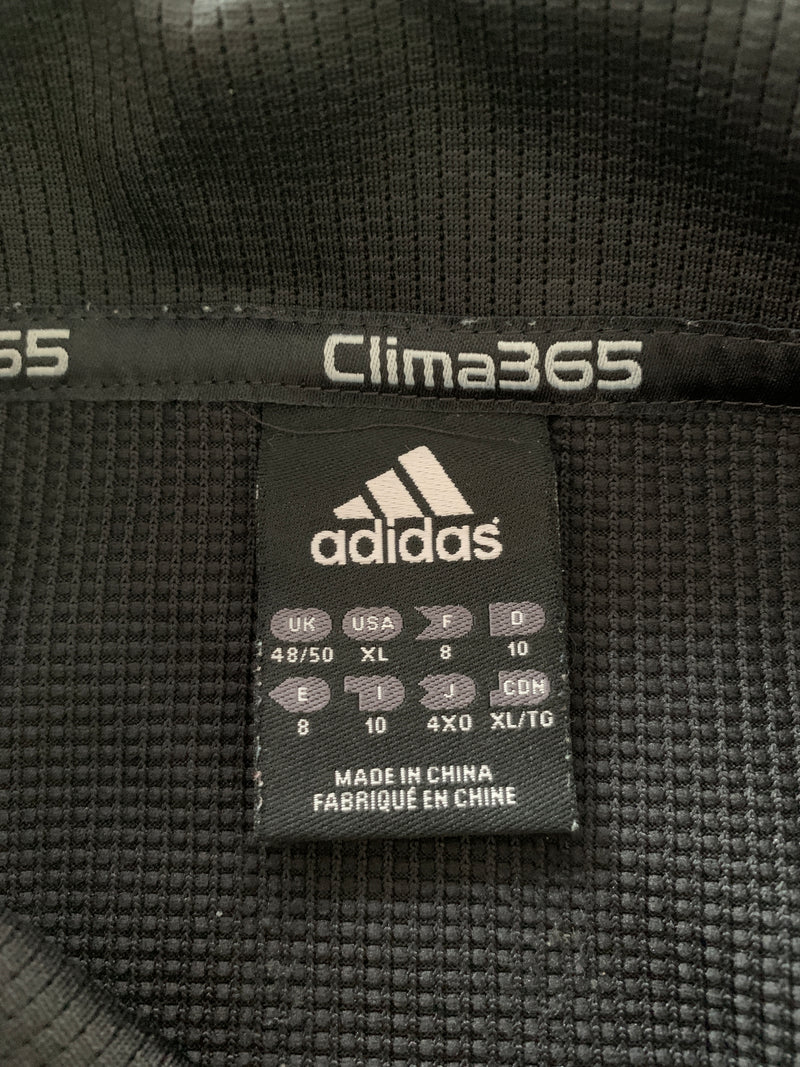 65 Clima365
adidas
UK USA F D
48/50 XL 8 10
E I J CDN
8 10 4XO XL/TG
MADE IN CHINA
FABRIQUÉ EN CHINE